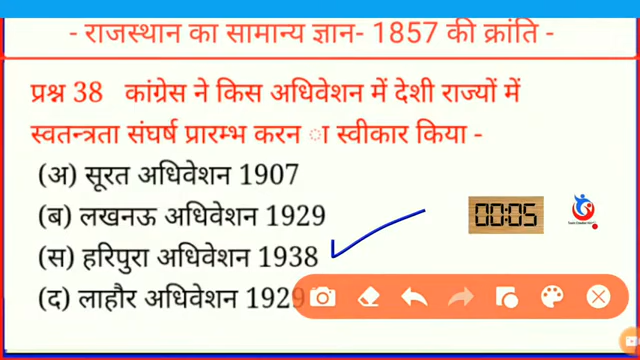 - राजस्थान का सामान्य ज्ञान- 1857 की क्रांति -
प्रश्न 38 कांग्रेस ने किस अधिवेशन में देशी राज्यों में
स्वतन्त्रता संघर्ष प्रारम्भ करन ा स्वीकार किया -
(अ) सूरत अधिवेशन 1907
(ब) लखनऊ अधिवेशन 1929
00:05
(स) हरिपुरा अधिवेशन 1938
(द) लाहौर अधिवेशन 1929